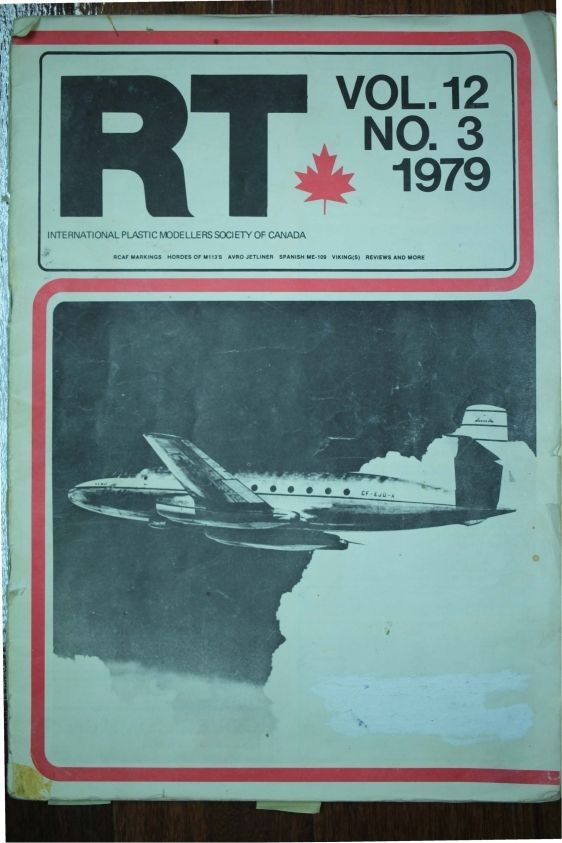 RT
VOL. 12
NO. 3
1979
INTERNATIONAL PLASTIC MODELLERS SOCIETY OF CANADA
RCAF MARKINGS HORDES OF M113'S AVRO JETLINER SPANISH ME-109 VIKING(S) REVIEWS AND MORE
CF-EJD-X